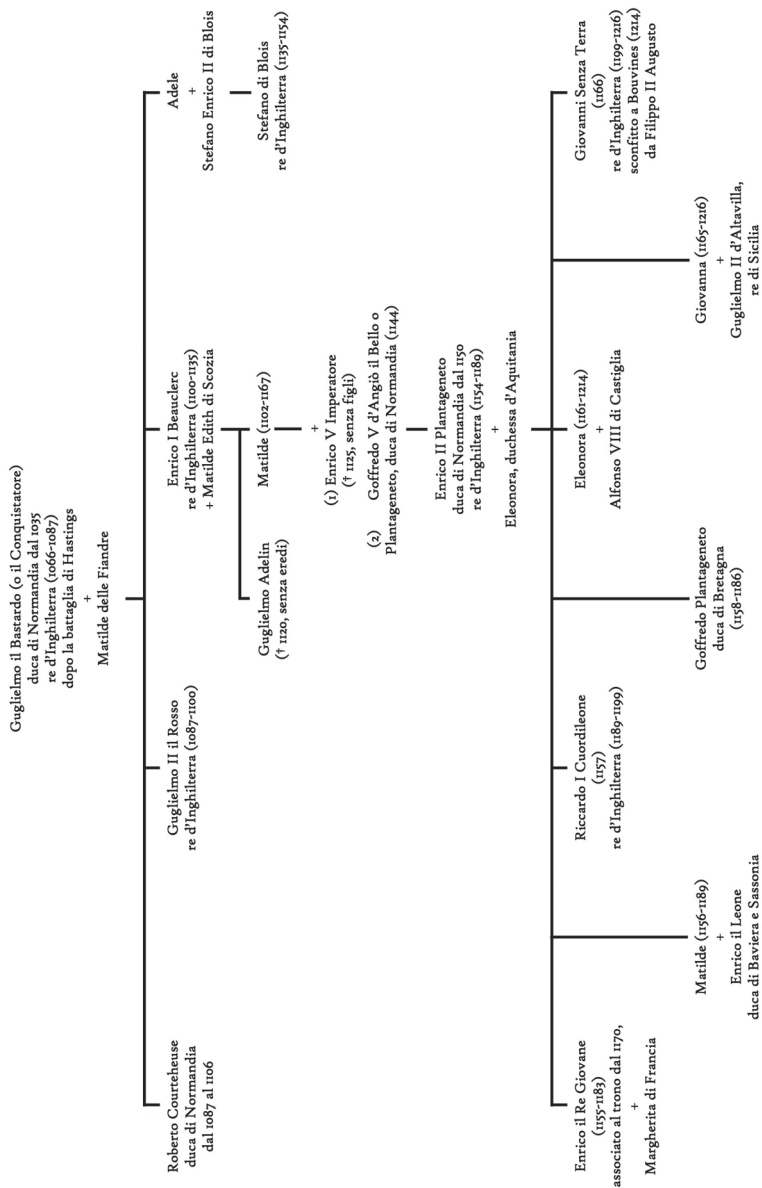 Guglielmo il Bastardo (o il Conquistatore)
duca di Normandia dal 1035
re d'Inghilterra (1066-1087)
dopo la battaglia di Hastings
+
Matilde delle Fiandre
Roberto Courteheuse
duca di Normandia
dal 1087 al 1106
Guglielmo II il Rosso
re d'Inghilterra (1087-1100)
Enrico I Beauclerc
re d'Inghilterra (1100-1135)
+ Matilde Edith di Scozia
Adele
+
Stefano Enrico II di Blois
Stefano di Blois
re d'Inghilterra (1135-1154)
Guglielmo Adelin
(† 1120, senza eredi)
Matilde (1102-1167)
+
(1) Enrico V Imperatore
(† 1125, senza figli)
(2) Goffredo V d'Angiò il Bello o
Plantageneto, duca di Normandia (1144)
Enrico II Plantageneto
duca di Normandia dal 1150
re d'Inghilterra (1154-1189)
+
Eleonora, duchessa d'Aquitania
Enrico il Re Giovane
(1155-1183)
associato al trono dal 1170,
+
Margherita di Francia
Matilde (1156-1189)
+
Enrico il Leone
duca di Baviera e Sassonia
Riccardo I Cuordileone
(1157)
re d'Inghilterra (1189-1199)
Goffredo Plantageneto
duca di Bretagna
(1158-1186)
Eleonora (1161-1214)
+
Alfonso VIII di Castiglia
Giovanna (1165-1216)
+
Guglielmo II d'Altavilla,
re di Sicilia
Giovanni Senza Terra
(1166)
re d'Inghilterra (1199-1216)
sconfitto a Bouvines (1214)
da Filippo II Augusto